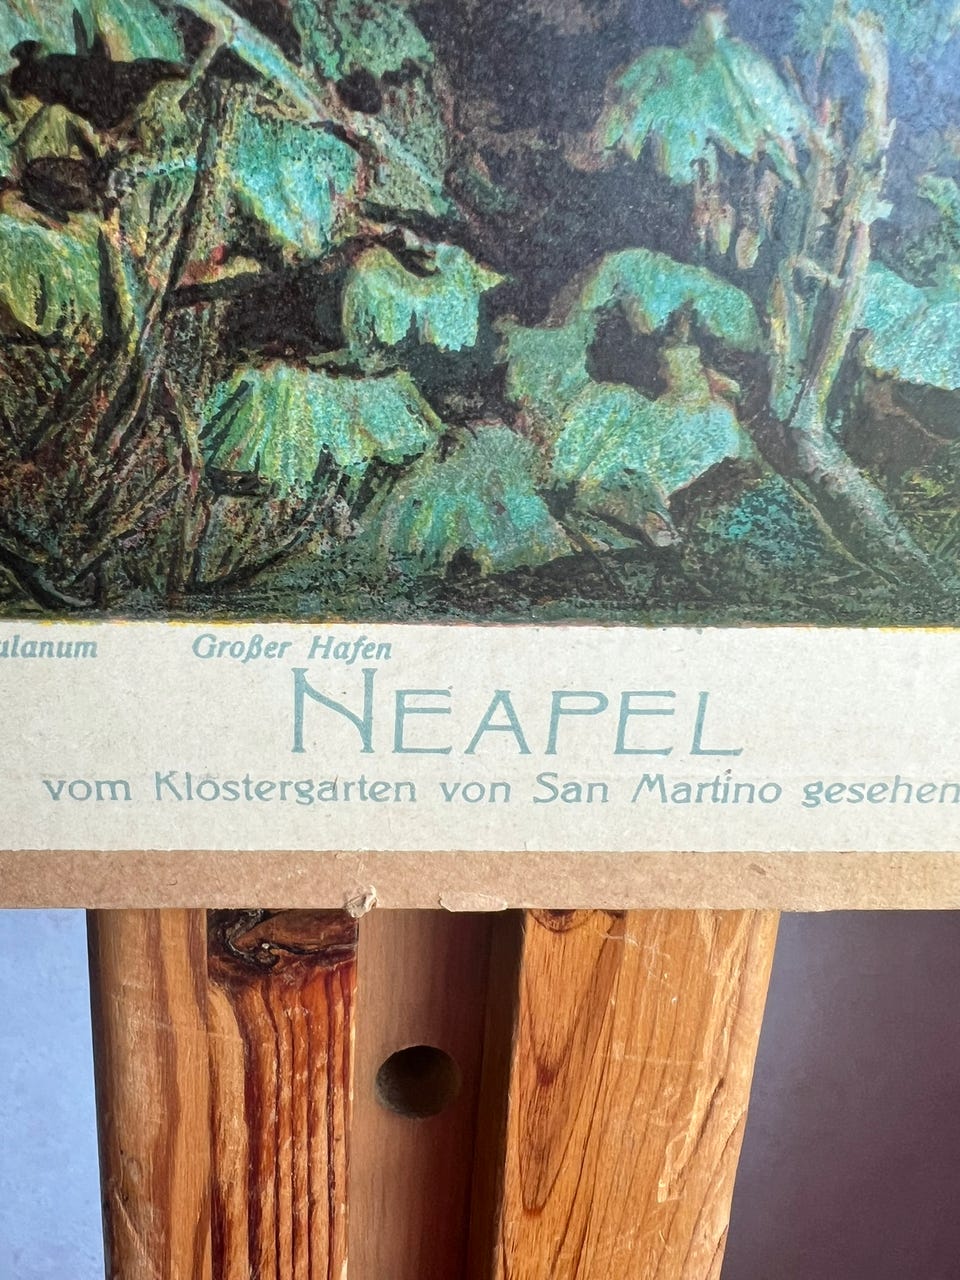 ulanum Großer Hafen
NEAPEL
vom Klostergarten von San Martino gesehen